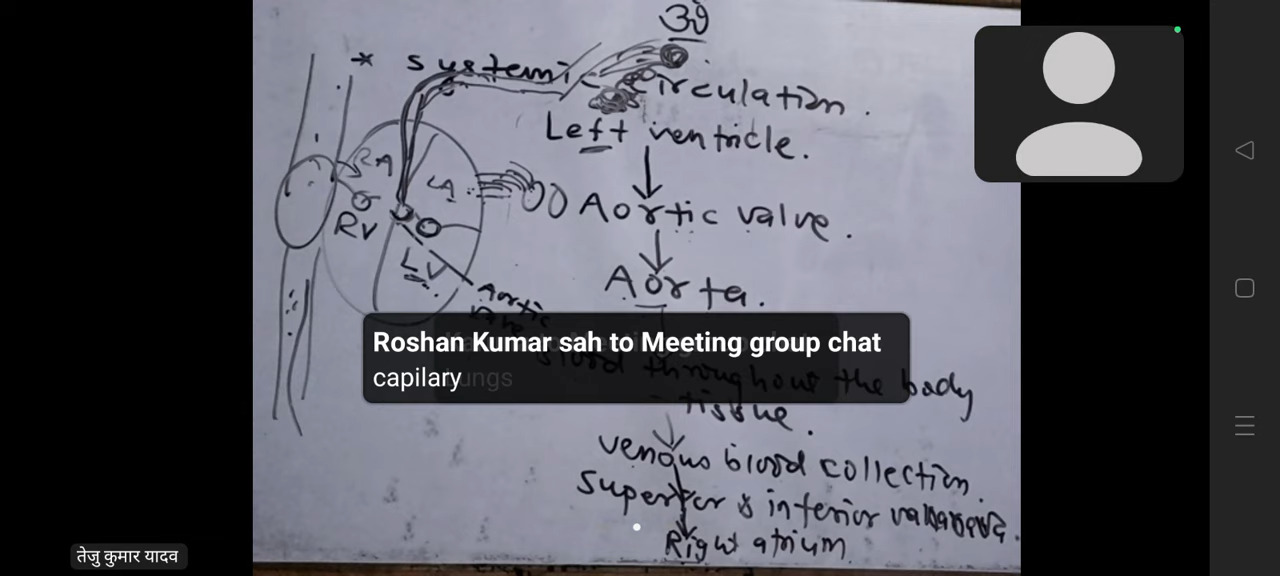 * systemic circulation.
Left ventricle.
Aortic valve.
Aorta.
blood throughout the body
tissue.
venous blood collection.
Superior & inferior
Right atrium
RA
LA
RV
LV
Aortic
Roshan Kumar sah to Meeting group chat
capilary
तेजु कुमार यादव